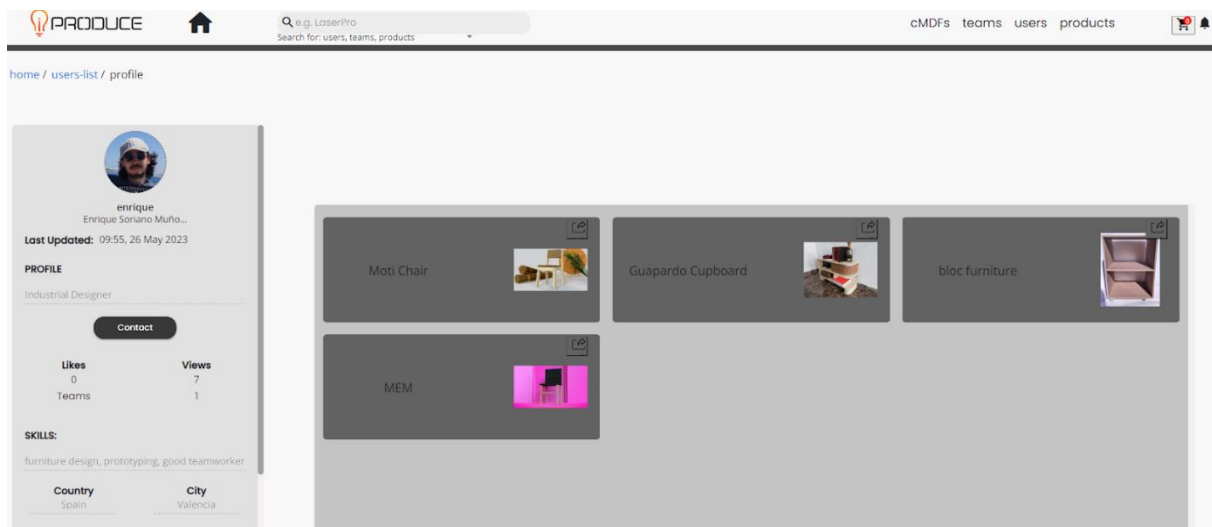 PRODUCE
e.g. LaserPro
Search for: users, teams, products
cMDFs teams users products
0
home / users-list / profile
enrique
Enrique Soriano Muño...
Last Updated: 09:55, 26 May 2023
PROFILE
Industrial Designer
Contact
Likes Views
0 7
Teams 1
SKILLS:
furniture design, prototyping, good teamworker
Country City
Spain Valencia
Moti Chair
Guapardo Cupboard
bloc furniture
MEM